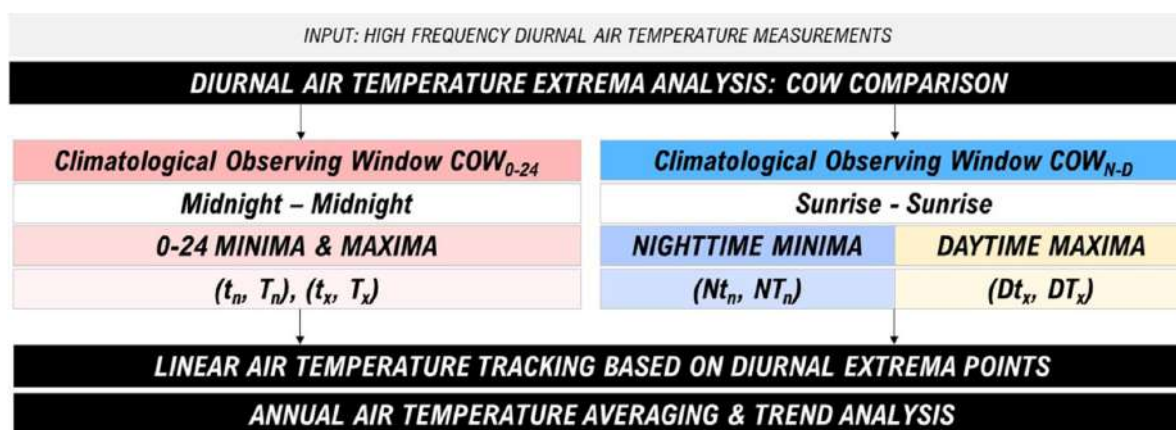 INPUT: HIGH FREQUENCY DIURNAL AIR TEMPERATURE MEASUREMENTS
DIURNAL AIR TEMPERATURE EXTREMA ANALYSIS: COW COMPARISON
Climatological Observing Window COW0-24
Midnight – Midnight
0-24 MINIMA & MAXIMA
(tn, Tn), (tx, Tx)
Climatological Observing Window COWN-D
Sunrise - Sunrise
NIGHTTIME MINIMA
(Ntn, NTn)
DAYTIME MAXIMA
(Dtx, DTx)
LINEAR AIR TEMPERATURE TRACKING BASED ON DIURNAL EXTREMA POINTS
ANNUAL AIR TEMPERATURE AVERAGING & TREND ANALYSIS